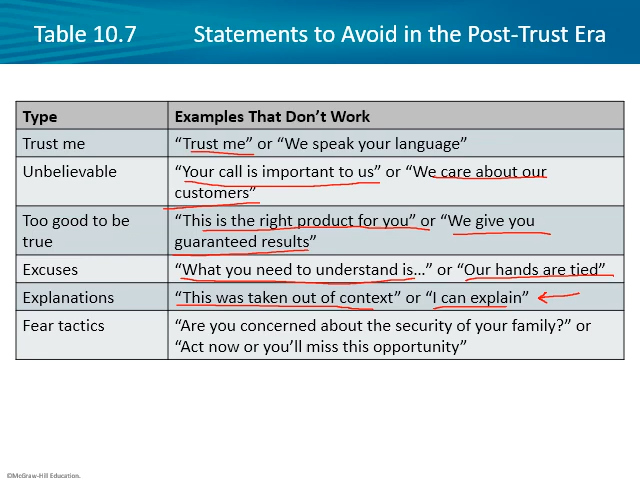 Table 10.7 Statements to Avoid in the Post-Trust Era
Type Examples That Don’t Work
Trust me “Trust me” or “We speak your language”
Unbelievable “Your call is important to us” or “We care about our
customers”
Too good to be “This is the right product for you” or “We give you
true guaranteed results”
Excuses “What you need to understand is…” or “Our hands are tied”
Explanations “This was taken out of context” or “I can explain”
Fear tactics “Are you concerned about the security of your family?” or
“Act now or you’ll miss this opportunity”
©McGraw-Hill Education.